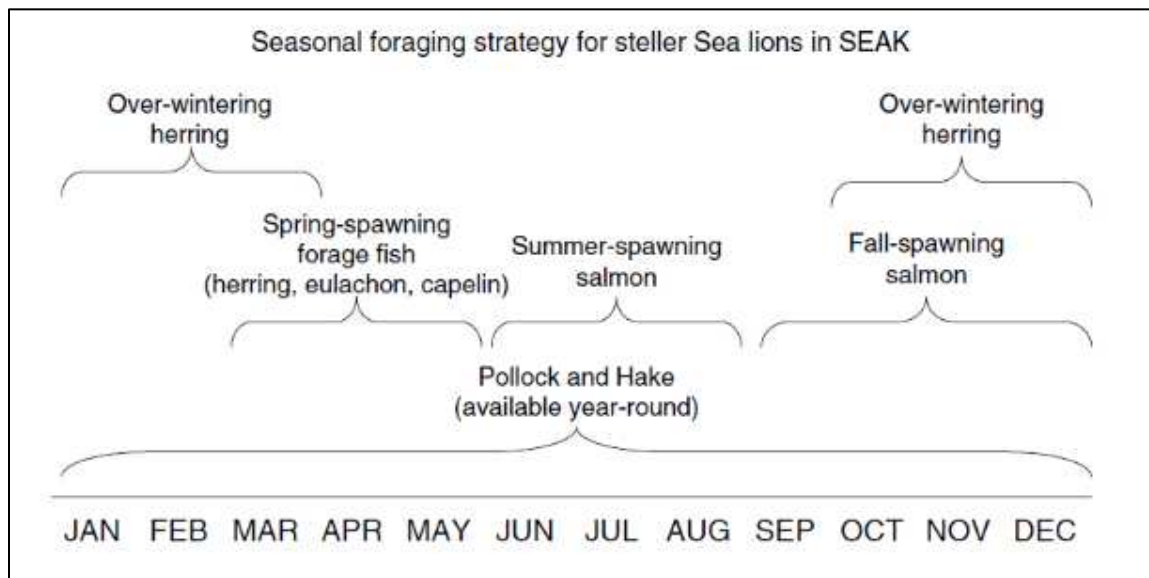 Seasonal foraging strategy for steller Sea lions in SEAK
Over-wintering
herring
Over-wintering
herring
Spring-spawning
forage fish
(herring, eulachon, capelin)
Summer-spawning
salmon
Fall-spawning
salmon
Pollock and Hake
(available year-round)
JAN FEB MAR APR MAY JUN JUL AUG SEP OCT NOV DEC